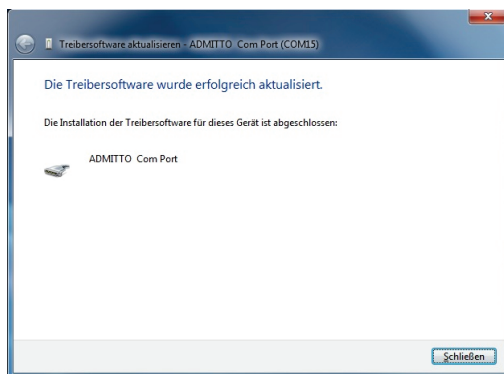 Treibersoftware aktualisieren - ADMITTO Com Port (COM15)
Die Treibersoftware wurde erfolgreich aktualisiert.
Die Installation der Treibersoftware für dieses Gerät ist abgeschlossen:
ADMITTO Com Port
Schließen